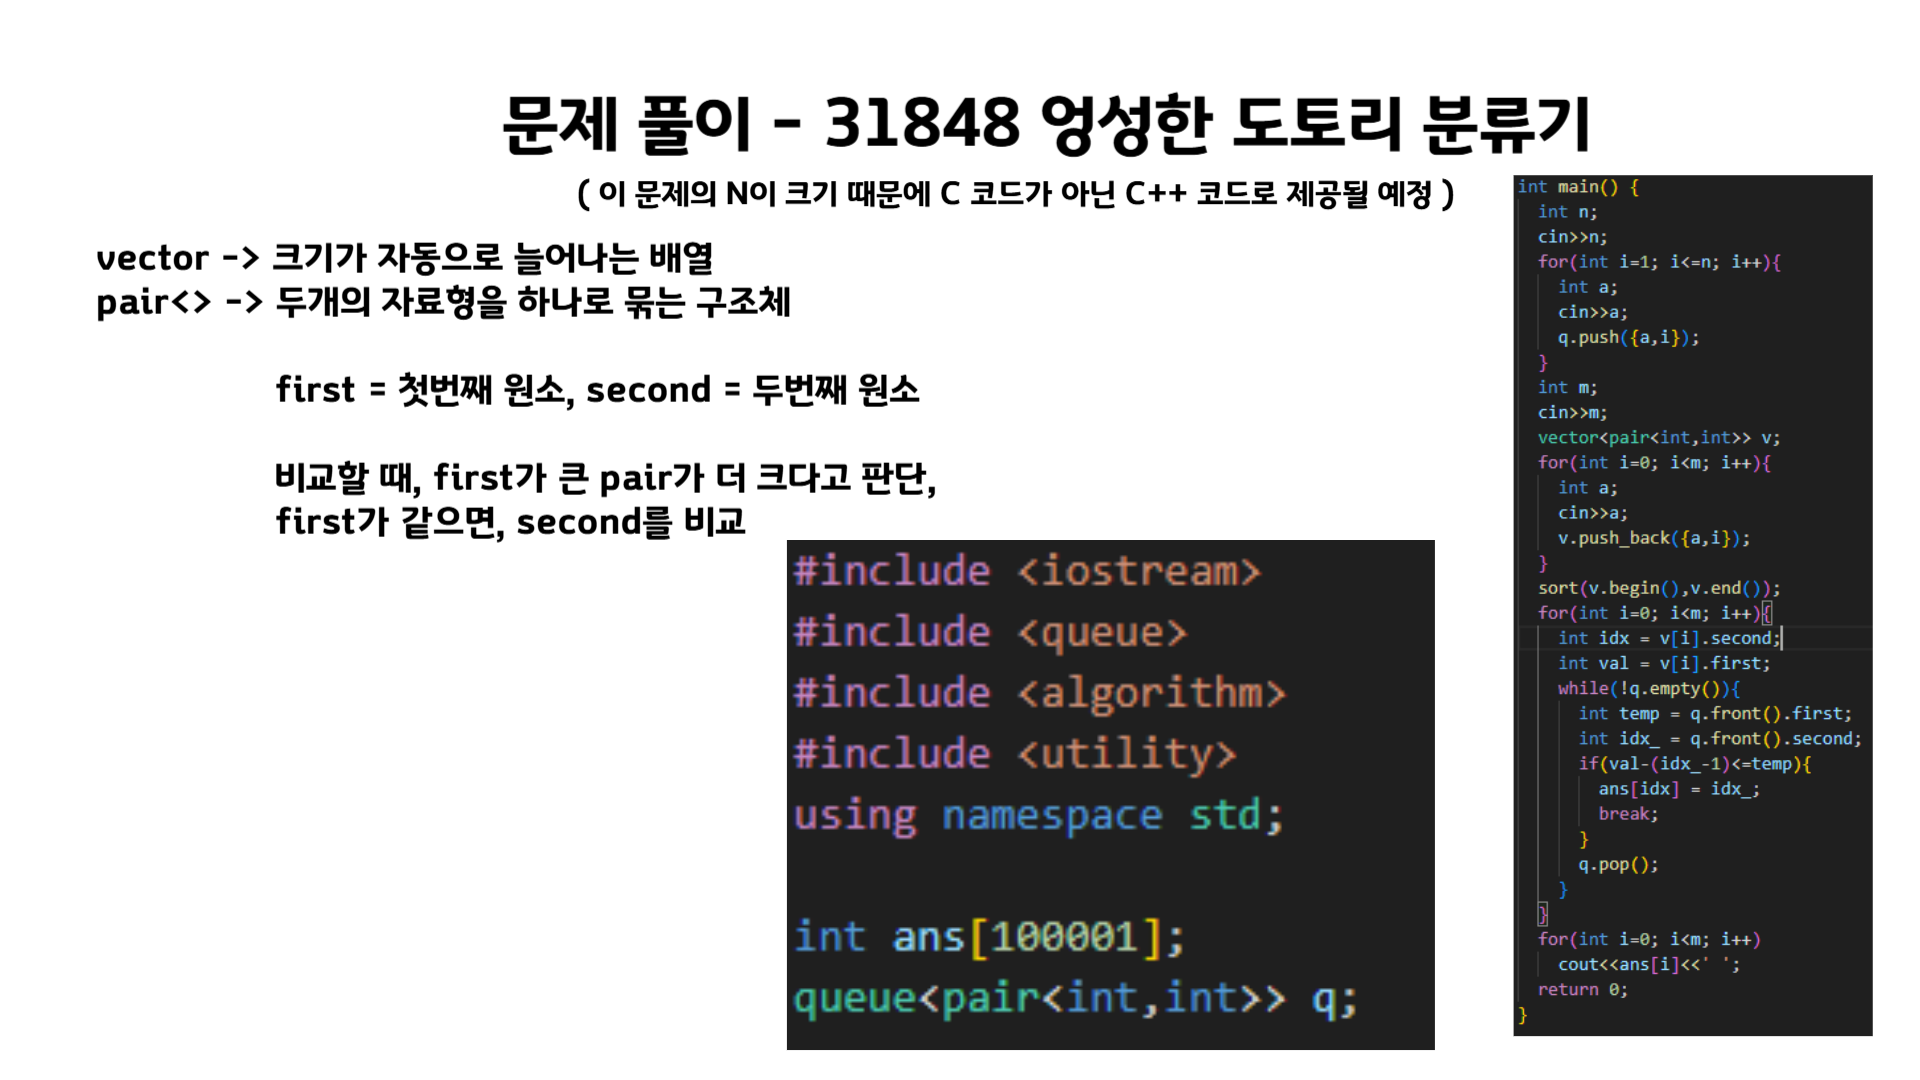 문제 풀이 - 31848 엉성한 도토리 분류기
( 이 문제의 N이 크기 때문에 C 코드가 아닌 C++ 코드로 제공될 예정 )
vector -> 크기가 자동으로 늘어나는 배열
pair<> -> 두개의 자료형을 하나로 묶는 구조체
first = 첫번째 원소, second = 두번째 원소
비교할 때, first가 큰 pair가 더 크다고 판단,
first가 같으면, second를 비교
#include <iostream>
#include <queue>
#include <algorithm>
#include <utility>
using namespace std;
int ans[100001];
queue<pair<int,int>> q;
int main() {
int n;
cin>>n;
for(int i=1; i<=n; i++){
int a;
cin>>a;
q.push({a,i});
}
int m;
cin>>m;
vector<pair<int,int>> v;
for(int i=0; i<m; i++){
int a;
cin>>a;
v.push_back({a,i});
}
sort(v.begin(),v.end());
for(int i=0; i<m; i++){
int idx = v[i].second;
int val = v[i].first;
while(!q.empty()){
int temp = q.front().first;
int idx_ = q.front().second;
if(val-(idx_-1)<=temp){
ans[idx] = idx_;
break;
}
q.pop();
}
}
for(int i=0; i<m; i++)
cout<<ans[i]<<' ';
return 0;
}